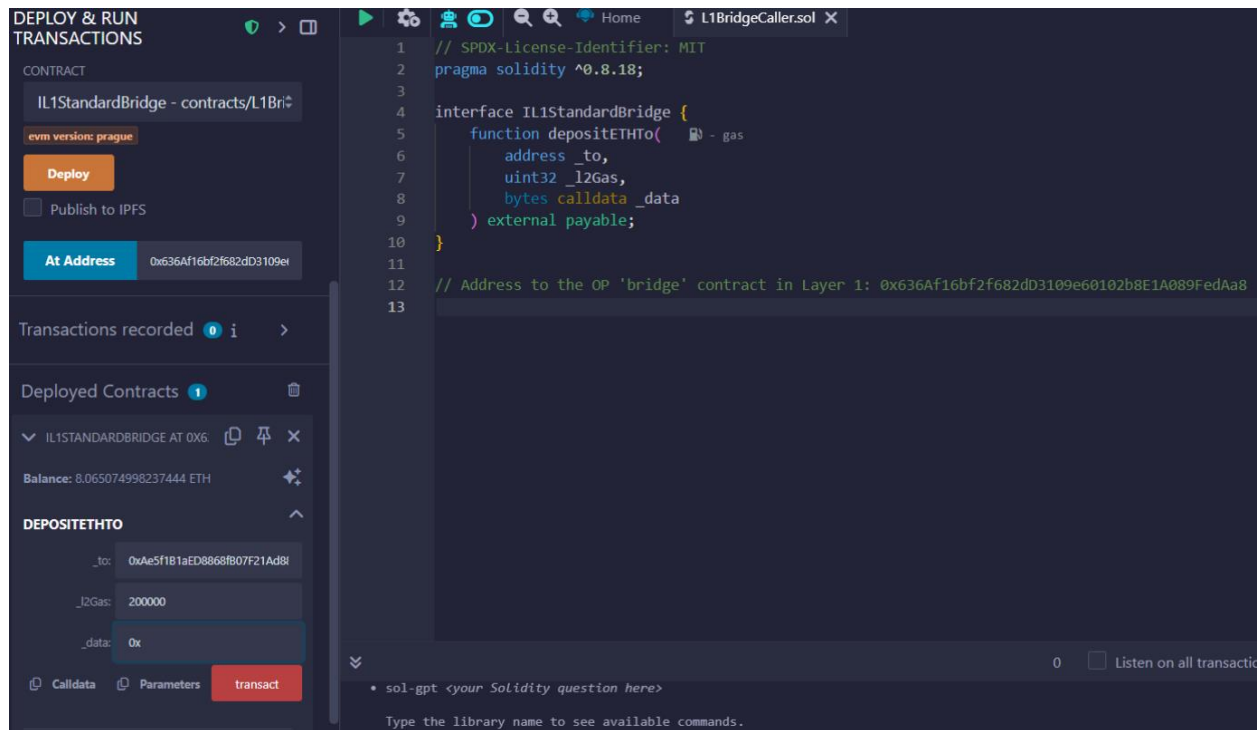 DEPLOY & RUN
TRANSACTIONS
CONTRACT
IL1StandardBridge - contracts/L1Bri
evm version: prague
Deploy
Publish to IPFS
At Address 0x636Af16bf2f682dD3109e
Transactions recorded 0 i
Deployed Contracts 1
IL1STANDARDBRIDGE AT 0X6
Balance: 8.065074998237444 ETH
DEPOSITETHTO
_to: 0xAe5f1B1aED8868fB07F21Ad8
_l2Gas: 200000
_data: 0x
Calldata Parameters transact
Home L1BridgeCaller.sol
1 // SPDX-License-Identifier: MIT
2 pragma solidity ^0.8.18;
3
4 interface IL1StandardBridge {
5 function depositETHTo( - gas
6 address _to,
7 uint32 _l2Gas,
8 bytes calldata _data
9 ) external payable;
10 }
11
12 // Address to the OP 'bridge' contract in Layer 1: 0x636Af16bf2f682dD3109e60102b8E1A089FedAa8
13
0 Listen on all transactio
• sol-gpt <your Solidity question here>
Type the library name to see available commands.